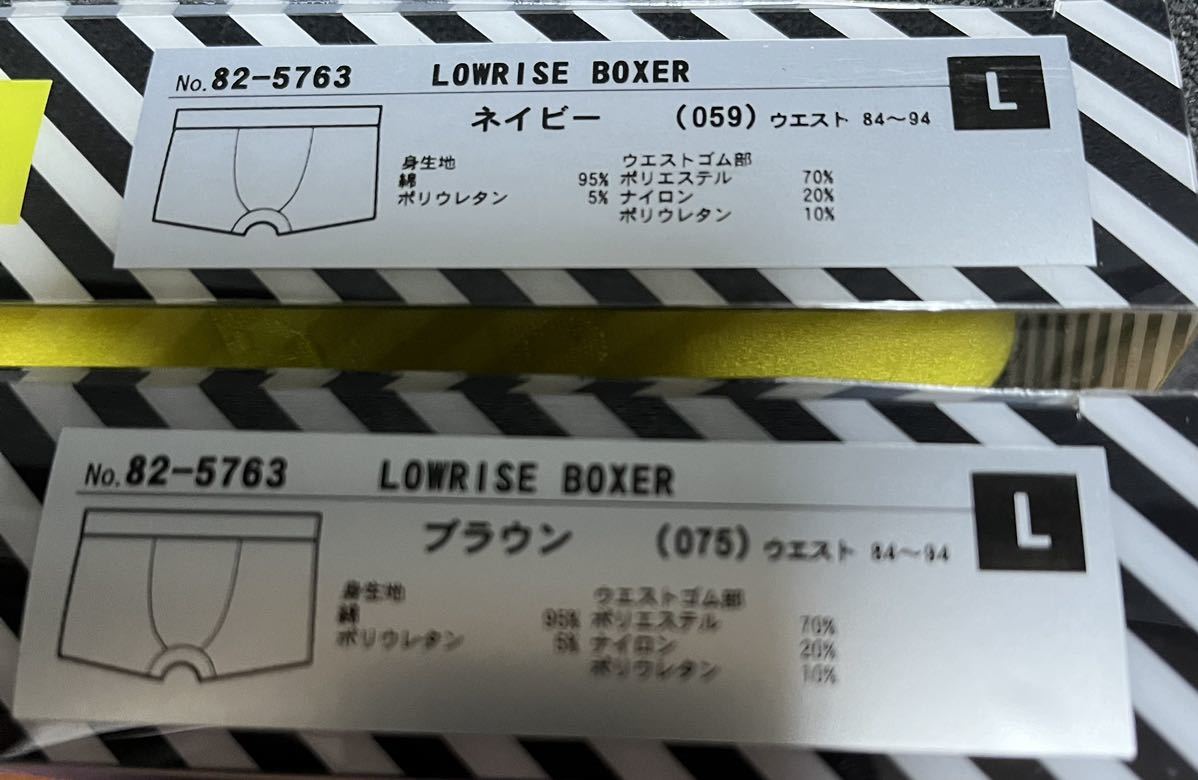 No.82-5763 LOWRISE BOXER L
ネイビー (059) ウエスト 84～94
身生地 ウエストゴム部
綿 95% ポリエステル 70%
ポリウレタン 5% ナイロン 20%
ポリウレタン 10%
No.82-5763 LOWRISE BOXER L
ブラウン (075) ウエスト 84～94
身生地 ウエストゴム部
綿 95% ポリエステル 70%
ポリウレタン 5% ナイロン 20%
ポリウレタン 10%